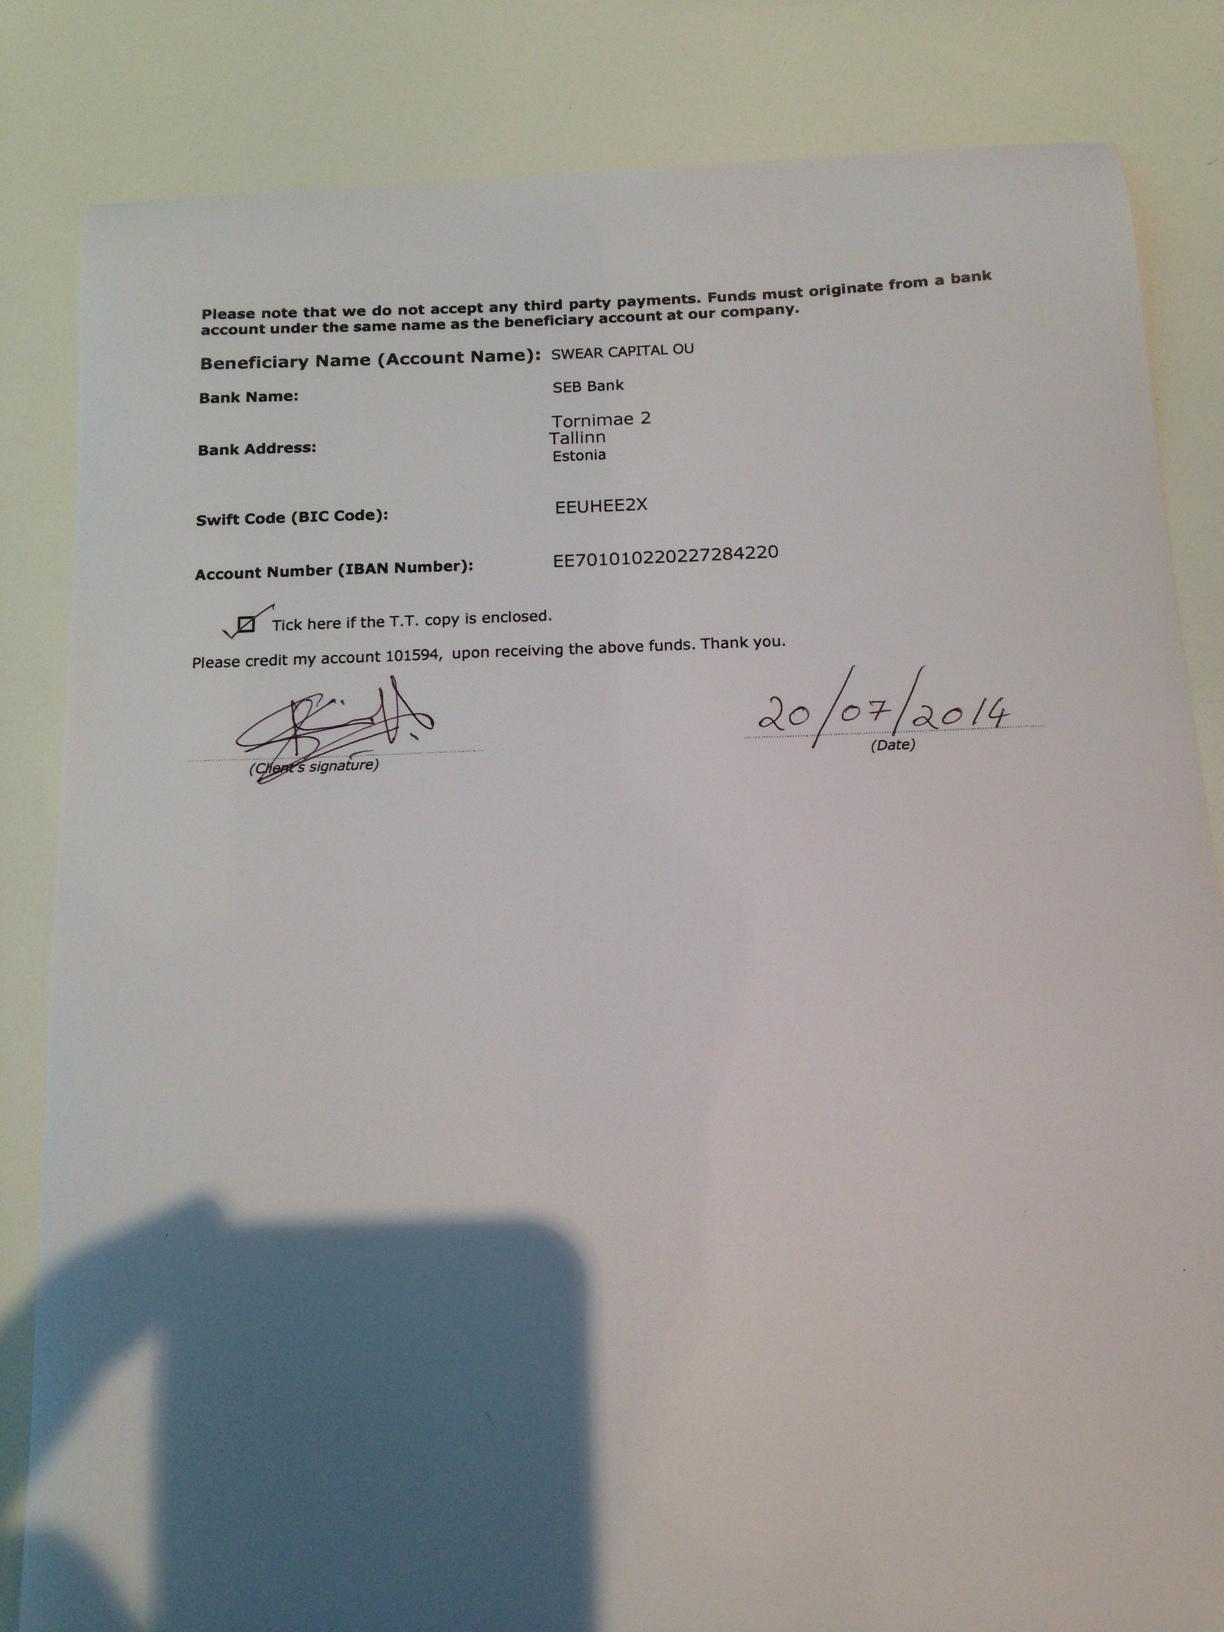 Please note that we do not accept any third party payments. Funds must originate from a bank
account under the same name as the beneficiary account at our company.
Beneficiary Name (Account Name): SWEAR CAPITAL OU
Bank Name: SEB Bank
Bank Address: Tornimae 2
Tallinn
Estonia
Swift Code (BIC Code): EEUHEE2X
Account Number (IBAN Number): EE701010220227284220
Tick here if the T.T. copy is enclosed.
Please credit my account 101594, upon receiving the above funds. Thank you.
20/07/2014
(Client's signature) (Date)